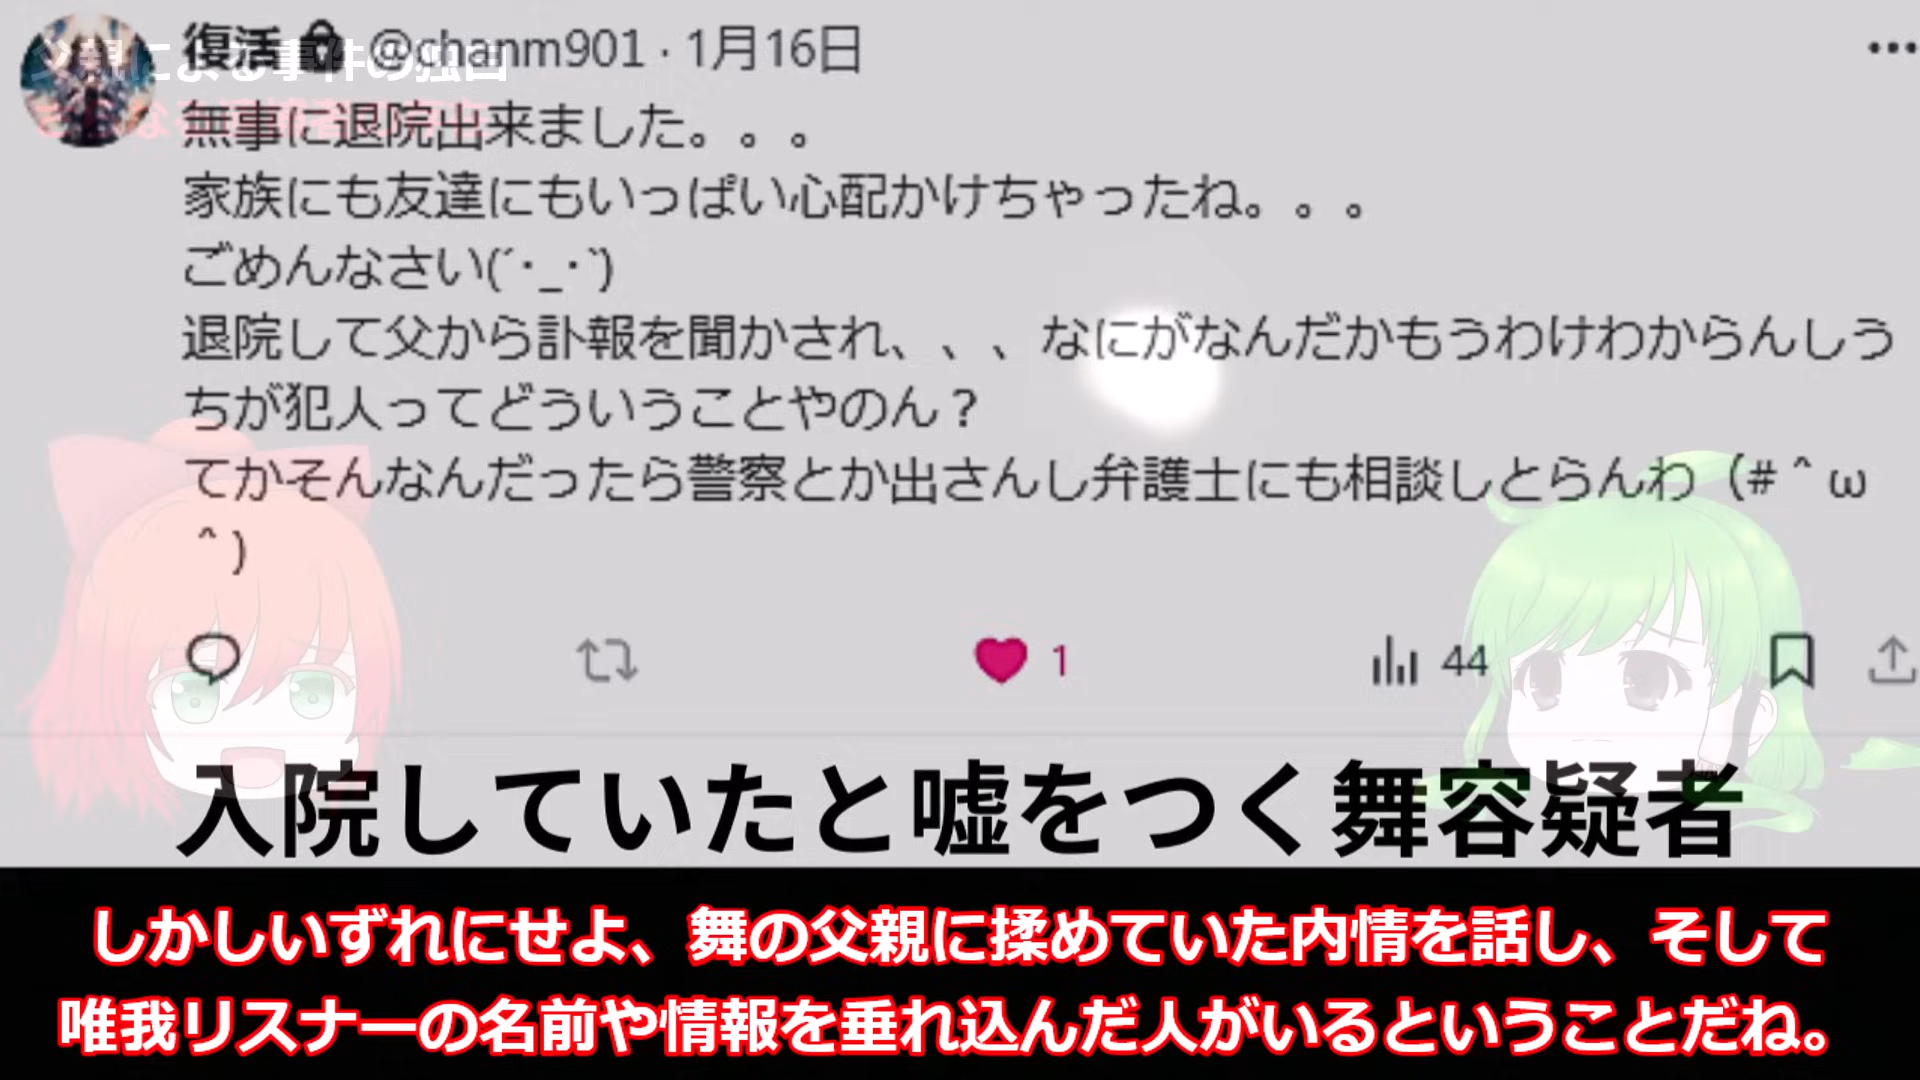 復活🔒 @chanm901 · 1月16日
父親による事件の独白
無事に退院出来ました。。。
家族にも友達にもいっぱい心配かけちゃったね。。。
ごめんなさい(´･_･`)
退院して父から訃報を聞かされ、、、なにがなんだかもうわけわからんしう
ちが犯人ってどういうことやのん？
てかそんなんだったら警察とか出さんし弁護士にも相談しとらんわ（#＾ω
＾)
1
44
入院していたと嘘をつく舞容疑者
しかしいずれにせよ、舞の父親に揉めていた内情を話し、そして
唯我リスナーの名前や情報を垂れ込んだ人がいるということだね。